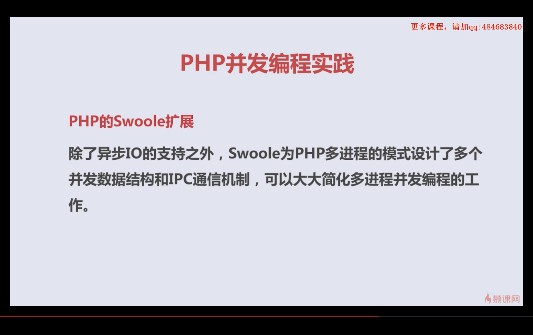 更多课程，请加qq:484683840
PHP并发编程实践
PHP的Swoole扩展
除了异步IO的支持之外，Swoole为PHP多进程的模式设计了多个
并发数据结构和IPC通信机制，可以大大简化多进程并发编程的工
作。
慕课网